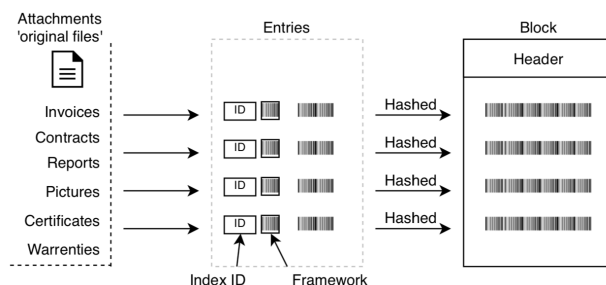 Attachments
'original files'
Entries
Block
Header
Invoices
Contracts
Reports
Pictures
Certificates
Warrenties
ID
ID
ID
ID
Hashed
Hashed
Hashed
Hashed
Index ID
Framework